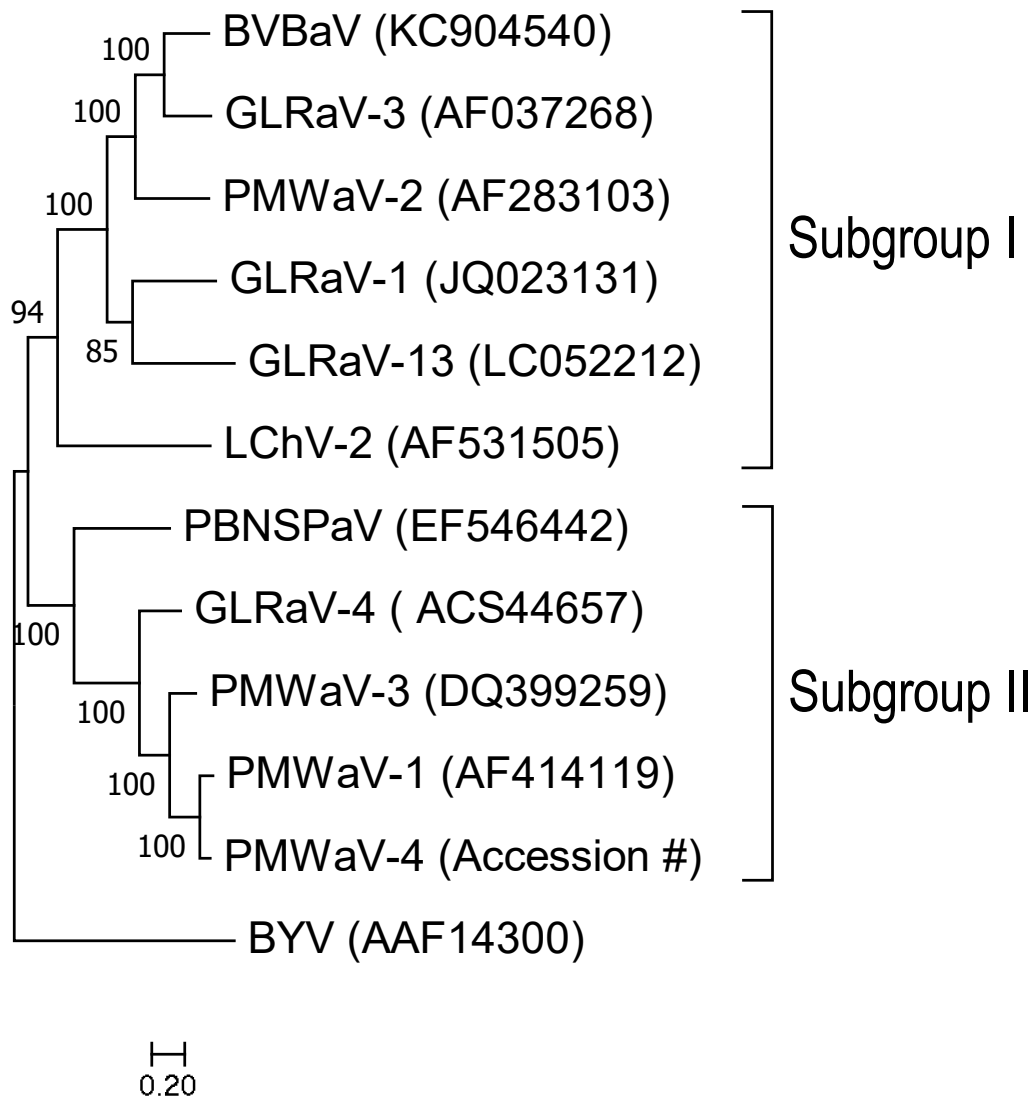 BVBaV (KC904540)
100
GLRaV-3 (AF037268)
100
PMWaV-2 (AF283103)
100
Subgroup I
GLRaV-1 (JQ023131)
94
85
GLRaV-13 (LC052212)
LChV-2 (AF531505)
PBNSPaV (EF546442)
GLRaV-4 ( ACS44657)
100
PMWaV-3 (DQ399259)
Subgroup II
100
PMWaV-1 (AF414119)
100
100
PMWaV-4 (Accession #)
BYV (AAF14300)
0.20